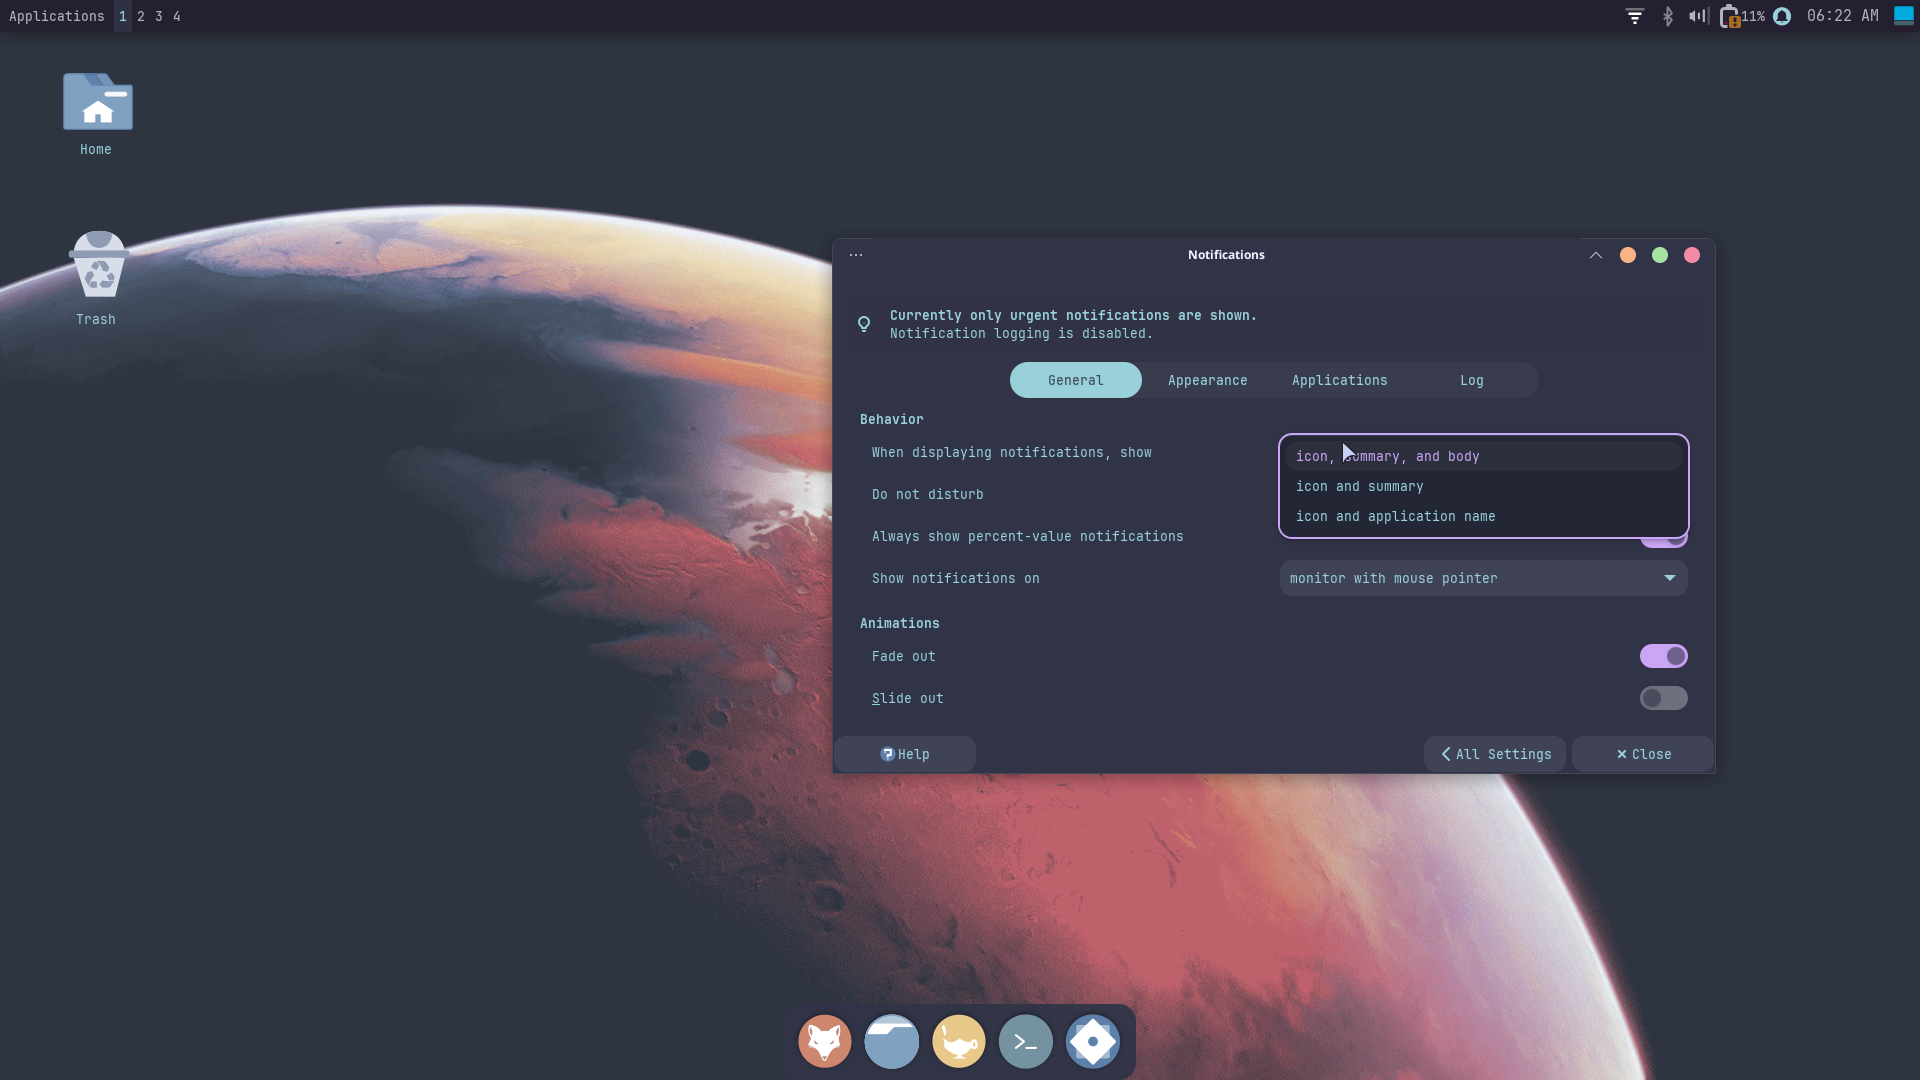 Applications 1 2 3 4
11% 06:22 AM
Home
Trash
Notifications
Currently only urgent notifications are shown.
Notification logging is disabled.
General Appearance Applications Log
Behavior
When displaying notifications, show
icon, summary, and body
icon and summary
icon and application name
Do not disturb
Always show percent-value notifications
Show notifications on monitor with mouse pointer
Animations
Fade out
Slide out
Help All Settings Close